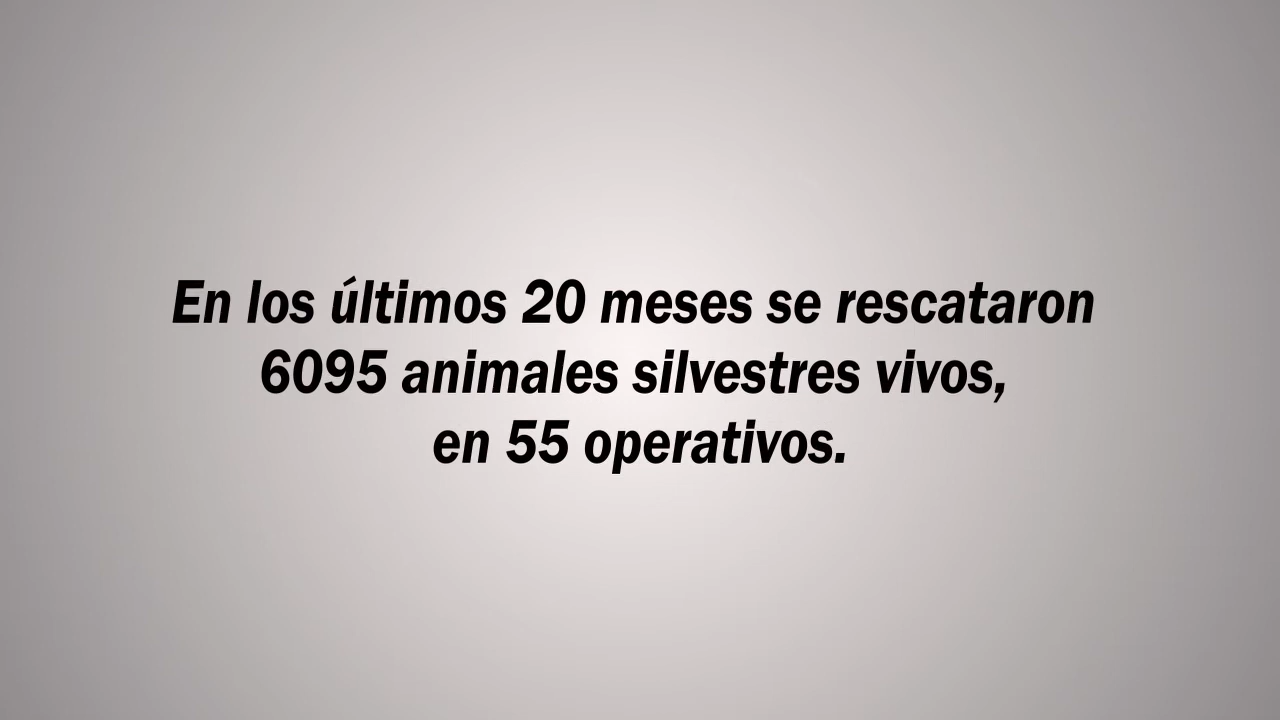 En los últimos 20 meses se rescataron
6095 animales silvestres vivos,
en 55 operativos.